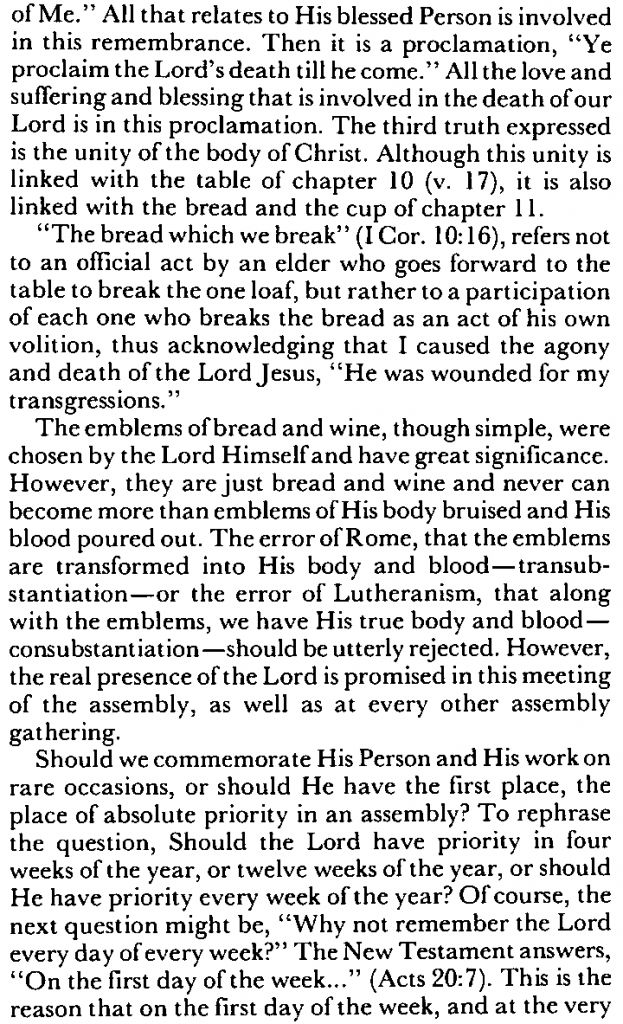 of Me." All that relates to His blessed Person is involved
in this remembrance. Then it is a proclamation, "Ye
proclaim the Lord's death till he come." All the love and
suffering and blessing that is involved in the death of our
Lord is in this proclamation. The third truth expressed
is the unity of the body of Christ. Although this unity is
linked with the table of chapter 10 (v. 17), it is also
linked with the bread and the cup of chapter 11.
"The bread which we break" (I Cor. 10:16), refers not
to an official act by an elder who goes forward to the
table to break the one loaf, but rather to a participation
of each one who breaks the bread as an act of his own
volition, thus acknowledging that I caused the agony
and death of the Lord Jesus, "He was wounded for my
transgressions."
The emblems of bread and wine, though simple, were
chosen by the Lord Himself and have great significance.
However, they are just bread and wine and never can
become more than emblems of His body bruised and His
blood poured out. The error of Rome, that the emblems
are transformed into His body and blood—transub-
stantiation—or the error of Lutheranism, that along
with the emblems, we have His true body and blood—
consubstantiation—should be utterly rejected. However,
the real presence of the Lord is promised in this meeting
of the assembly, as well as at every other assembly
gathering.
Should we commemorate His Person and His work on
rare occasions, or should He have the first place, the
place of absolute priority in an assembly? To rephrase
the question, Should the Lord have priority in four
weeks of the year, or twelve weeks of the year, or should
He have priority every week of the year? Of course, the
next question might be, "Why not remember the Lord
every day of every week?" The New Testament answers,
"On the first day of the week..." (Acts 20:7). This is the
reason that on the first day of the week, and at the very